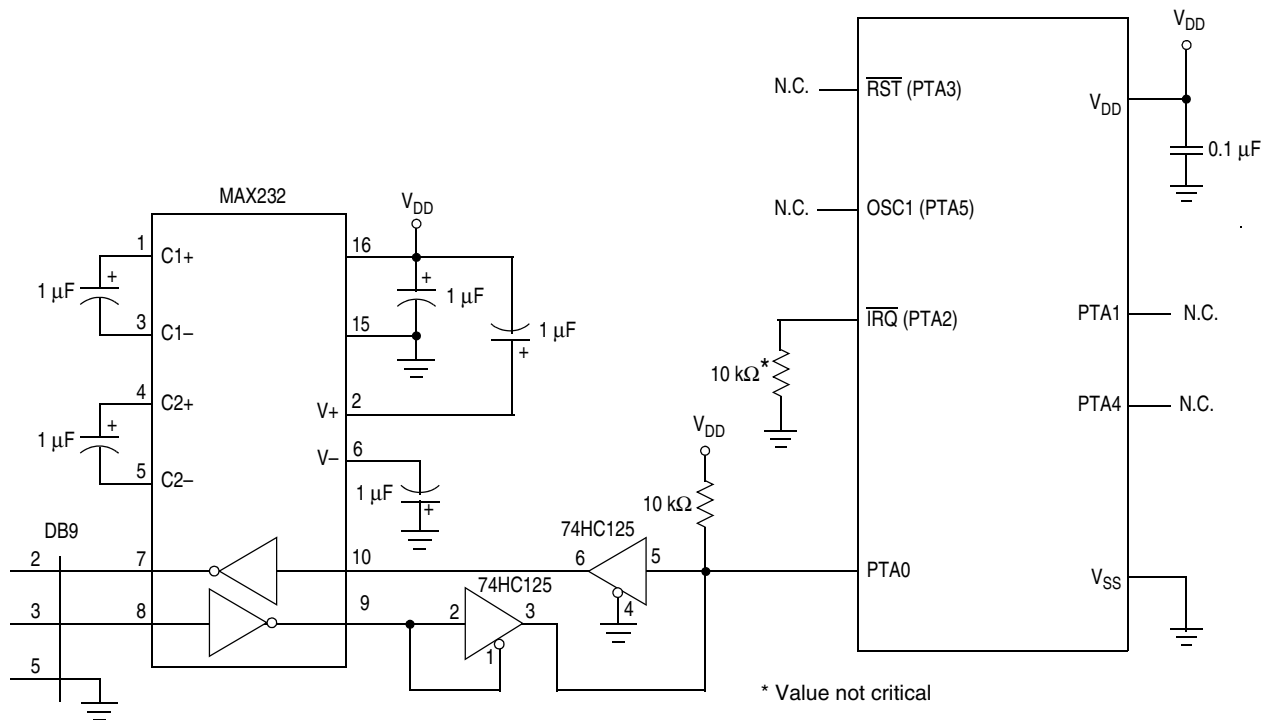 VDD
N.C.
RST (PTA3)
VDD
0.1 µF
MAX232
VDD
N.C.
OSC1 (PTA5)
1
C1+
16
1 µF
+
+
1 µF
3
C1–
15
1 µF
+
IRQ (PTA2)
PTA1
N.C.
10 kΩ*
4
C2+
V+
2
PTA4
N.C.
1 µF
+
VDD
V–
6
5
C2–
1 µF
+
10 kΩ
DB9
74HC125
2
7
10
6
5
PTA0
VSS
74HC125
4
3
8
9
2
3
1
5
* Value not critical